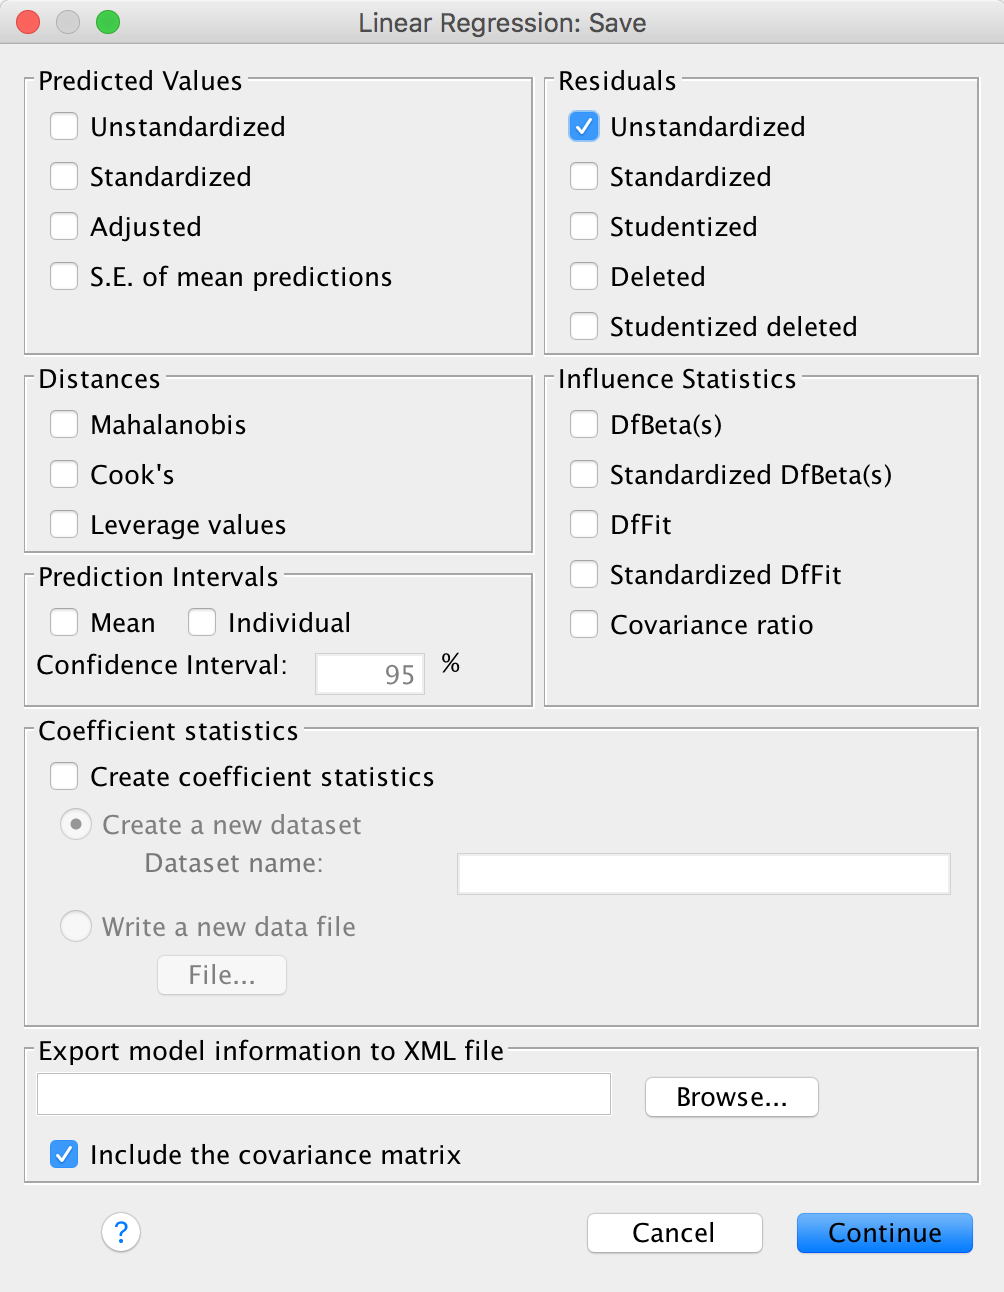 Linear Regression: Save
Predicted Values
Unstandardized
Standardized
Adjusted
S.E. of mean predictions
Residuals
Unstandardized
Standardized
Studentized
Deleted
Studentized deleted
Distances
Mahalanobis
Cook's
Leverage values
Influence Statistics
DfBeta(s)
Standardized DfBeta(s)
DfFit
Standardized DfFit
Covariance ratio
Prediction Intervals
Mean Individual
Confidence Interval: 95 %
Coefficient statistics
Create coefficient statistics
Create a new dataset
Dataset name:
Write a new data file
File...
Export model information to XML file
Browse...
Include the covariance matrix
? Cancel Continue